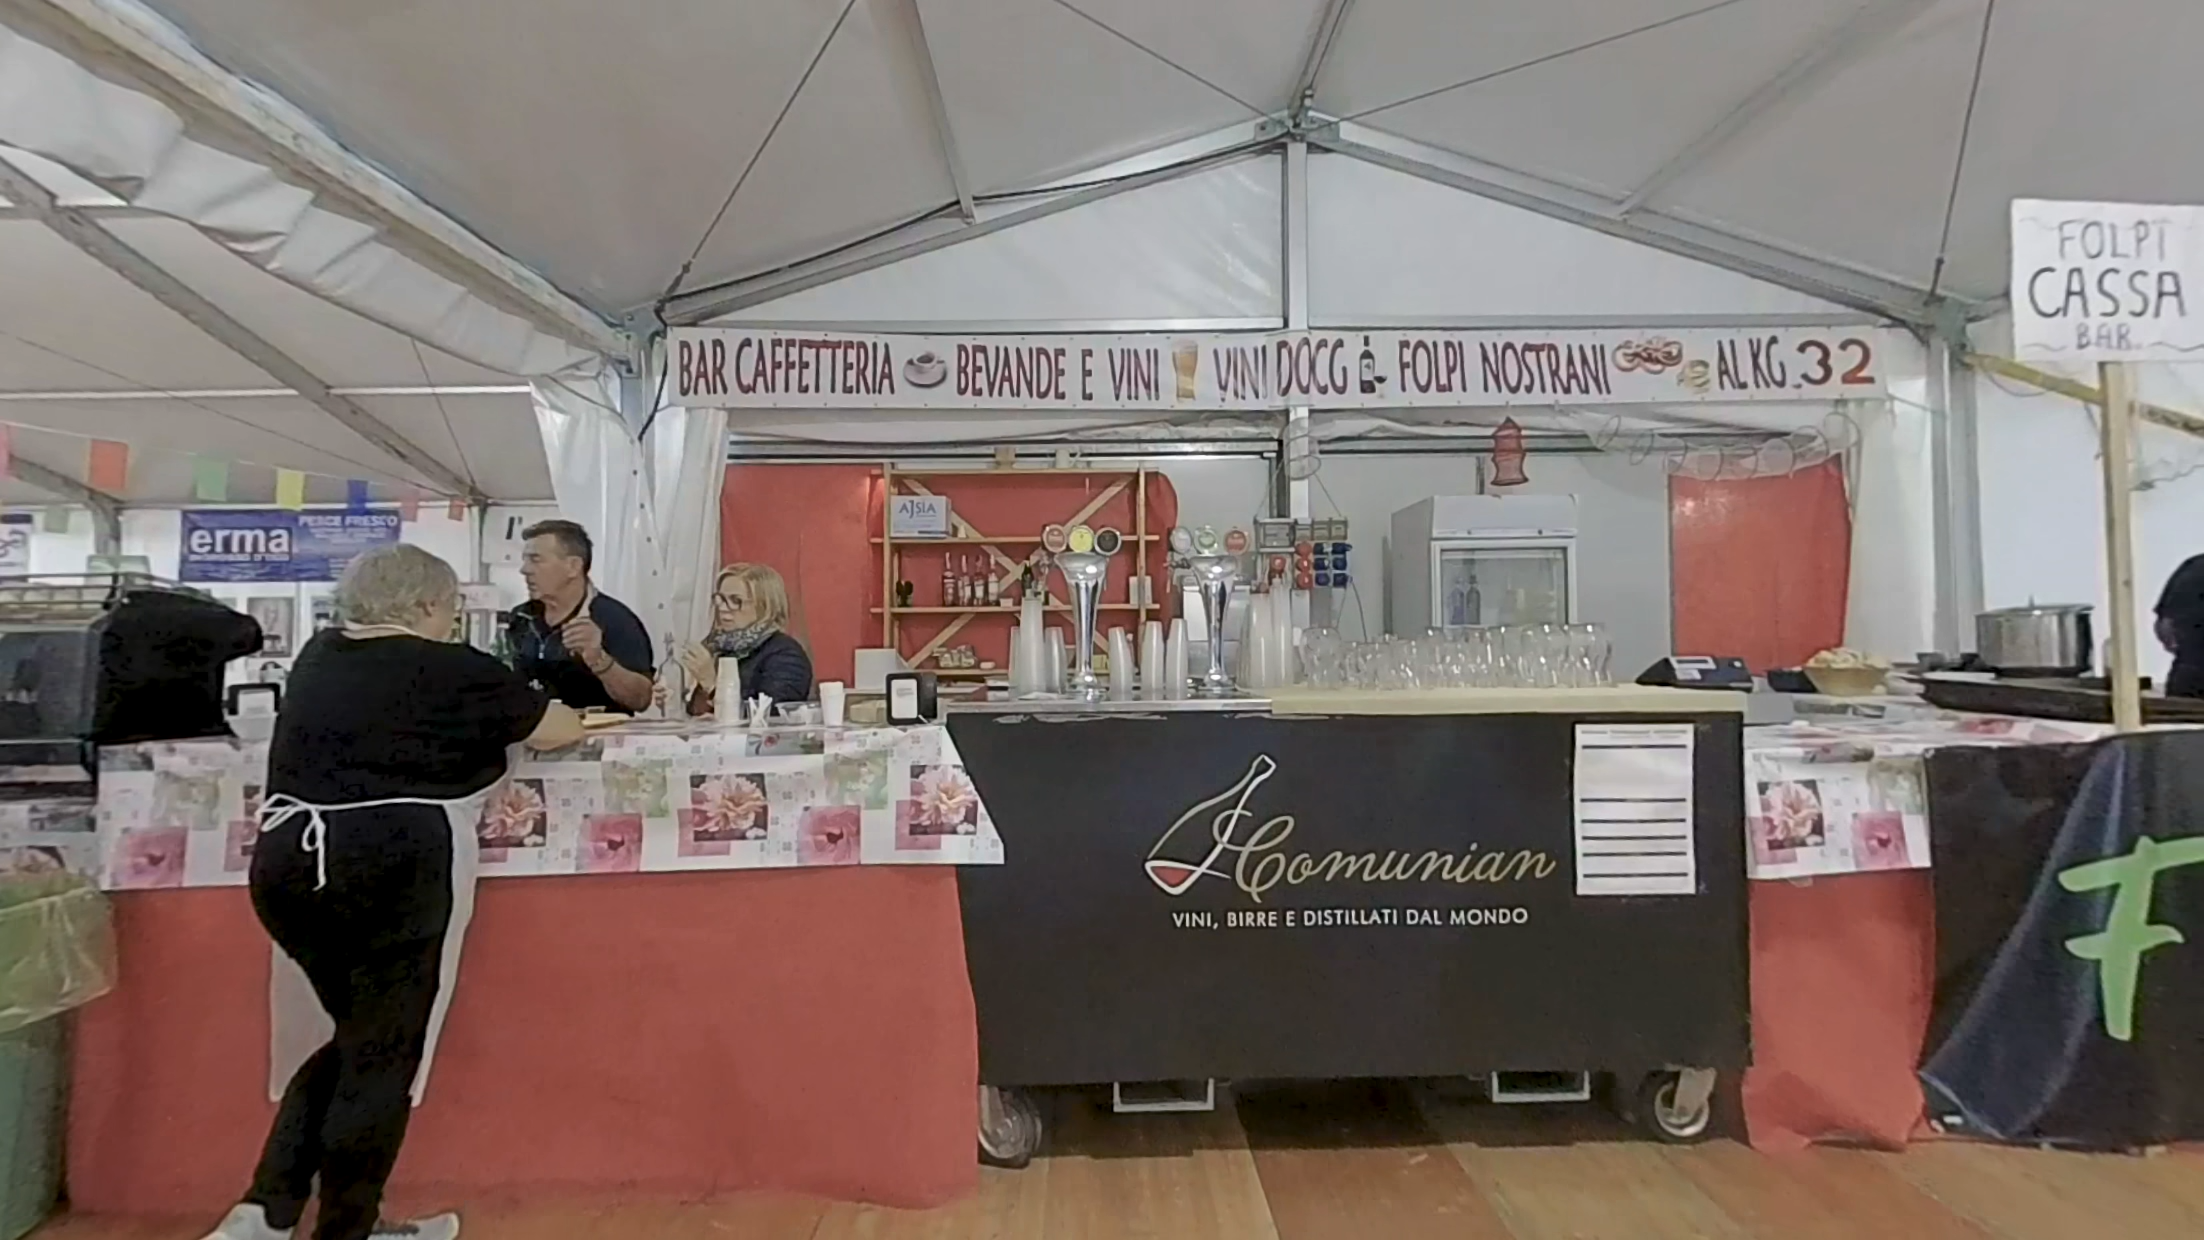 FOLPI
CASSA
BAR
BAR CAFFETTERIA BEVANDE E VINI VINI DOCG FOLPI NOSTRANI AL KG. 32
AJSIA
erma
PESCE FRESCO
Comunian
VINI, BIRRE E DISTILLATI DAL MONDO
F